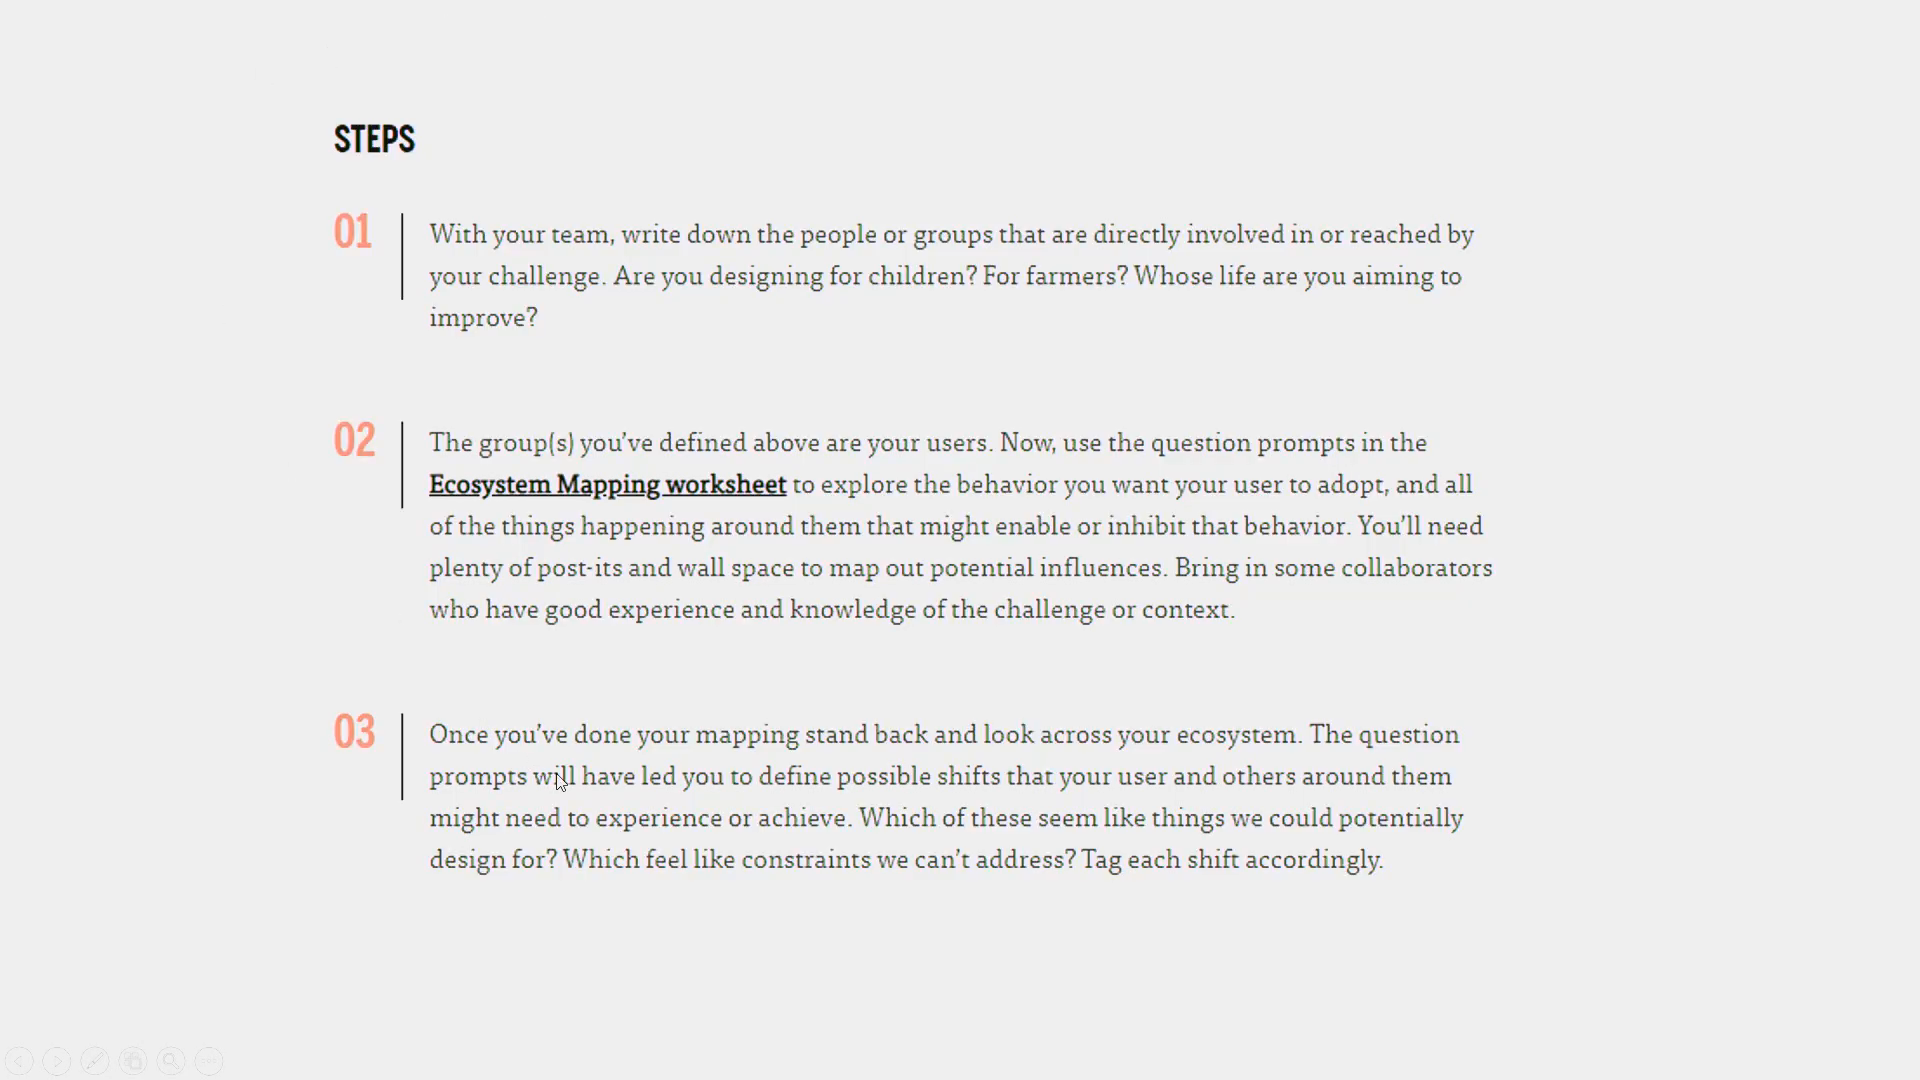 STEPS
01
With your team, write down the people or groups that are directly involved in or reached by
your challenge. Are you designing for children? For farmers? Whose life are you aiming to
improve?
02
The group(s) you’ve defined above are your users. Now, use the question prompts in the
Ecosystem Mapping worksheet to explore the behavior you want your user to adopt, and all
of the things happening around them that might enable or inhibit that behavior. You’ll need
plenty of post-its and wall space to map out potential influences. Bring in some collaborators
who have good experience and knowledge of the challenge or context.
03
Once you’ve done your mapping stand back and look across your ecosystem. The question
prompts will have led you to define possible shifts that your user and others around them
might need to experience or achieve. Which of these seem like things we could potentially
design for? Which feel like constraints we can’t address? Tag each shift accordingly.